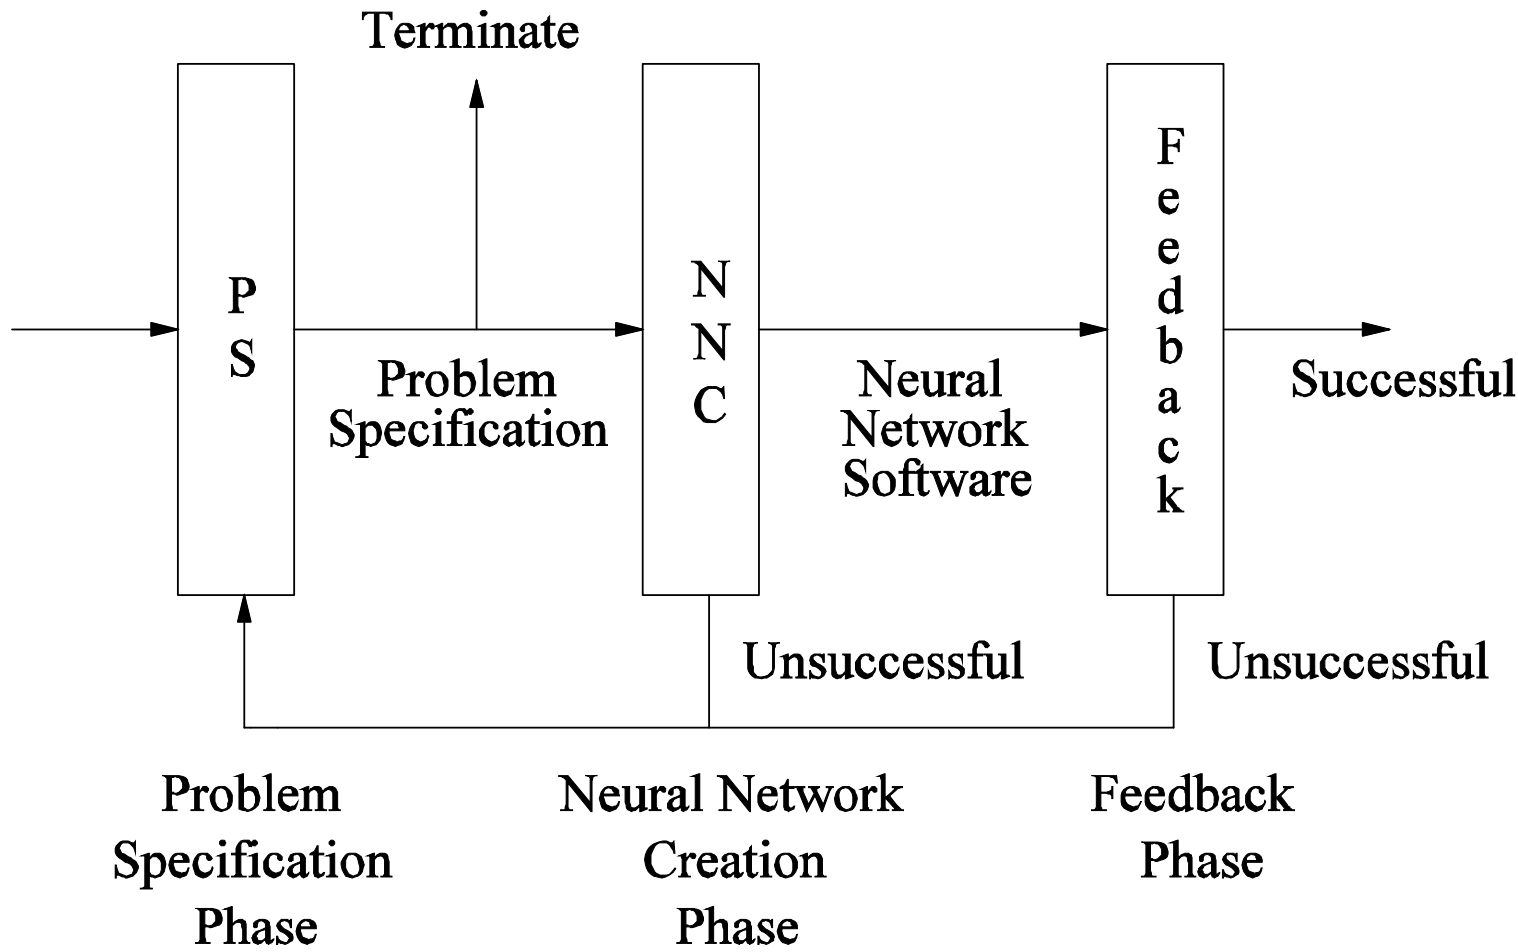 Terminate
P
S
Problem
Specification
N
N
C
Neural
Network
Software
F
e
e
d
b
a
c
k
Successful
Unsuccessful
Unsuccessful
Problem
Specification
Phase
Neural Network
Creation
Phase
Feedback
Phase